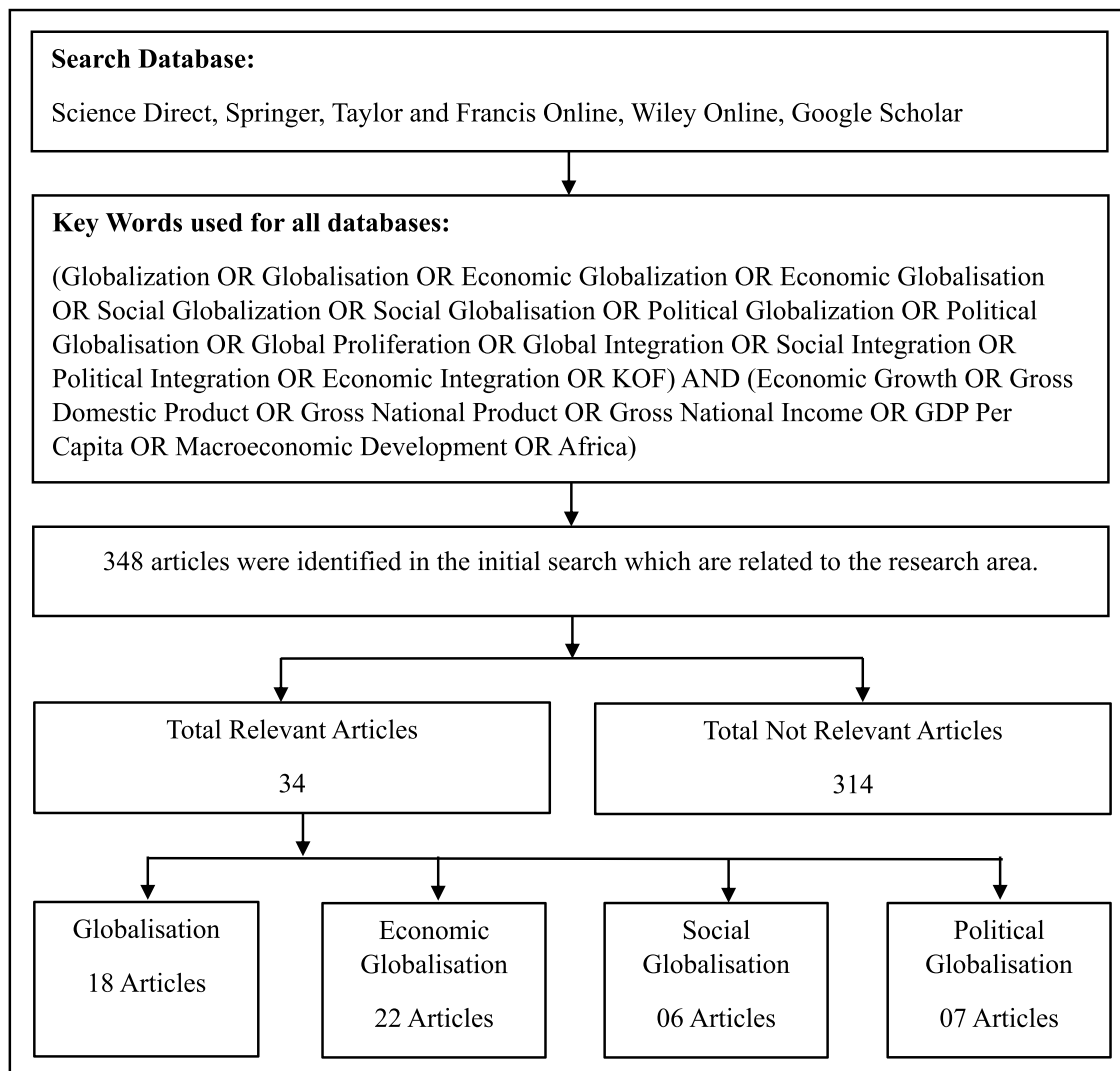 Search Database:
Science Direct, Springer, Taylor and Francis Online, Wiley Online, Google Scholar
Key Words used for all databases:
(Globalization OR Globalisation OR Economic Globalization OR Economic Globalisation
OR Social Globalization OR Social Globalisation OR Political Globalization OR Political
Globalisation OR Global Proliferation OR Global Integration OR Social Integration OR
Political Integration OR Economic Integration OR KOF) AND (Economic Growth OR Gross
Domestic Product OR Gross National Product OR Gross National Income OR GDP Per
Capita OR Macroeconomic Development OR Africa)
348 articles were identified in the initial search which are related to the research area.
Total Relevant Articles
34
Total Not Relevant Articles
314
Globalisation
18 Articles
Economic
Globalisation
22 Articles
Social
Globalisation
06 Articles
Political
Globalisation
07 Articles